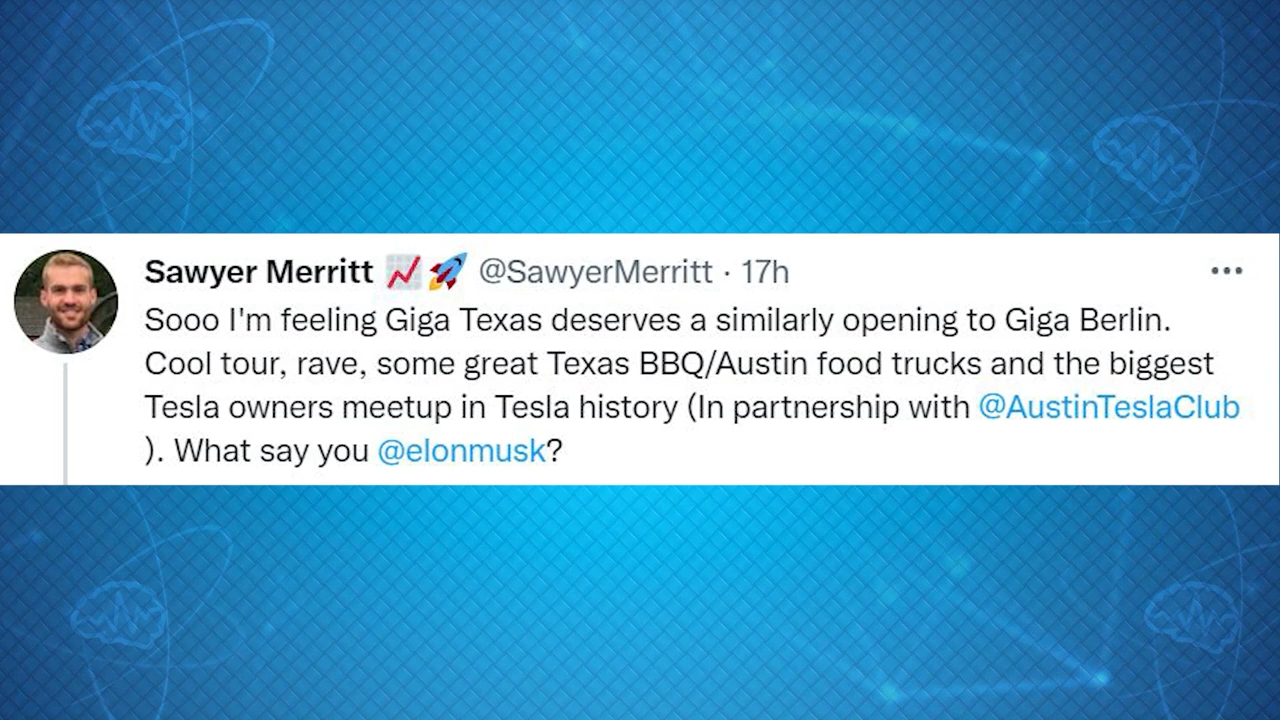 Sawyer Merritt 📈🚀 @SawyerMerritt · 17h
Sooo I'm feeling Giga Texas deserves a similarly opening to Giga Berlin.
Cool tour, rave, some great Texas BBQ/Austin food trucks and the biggest
Tesla owners meetup in Tesla history (In partnership with @AustinTeslaClub
). What say you @elonmusk?